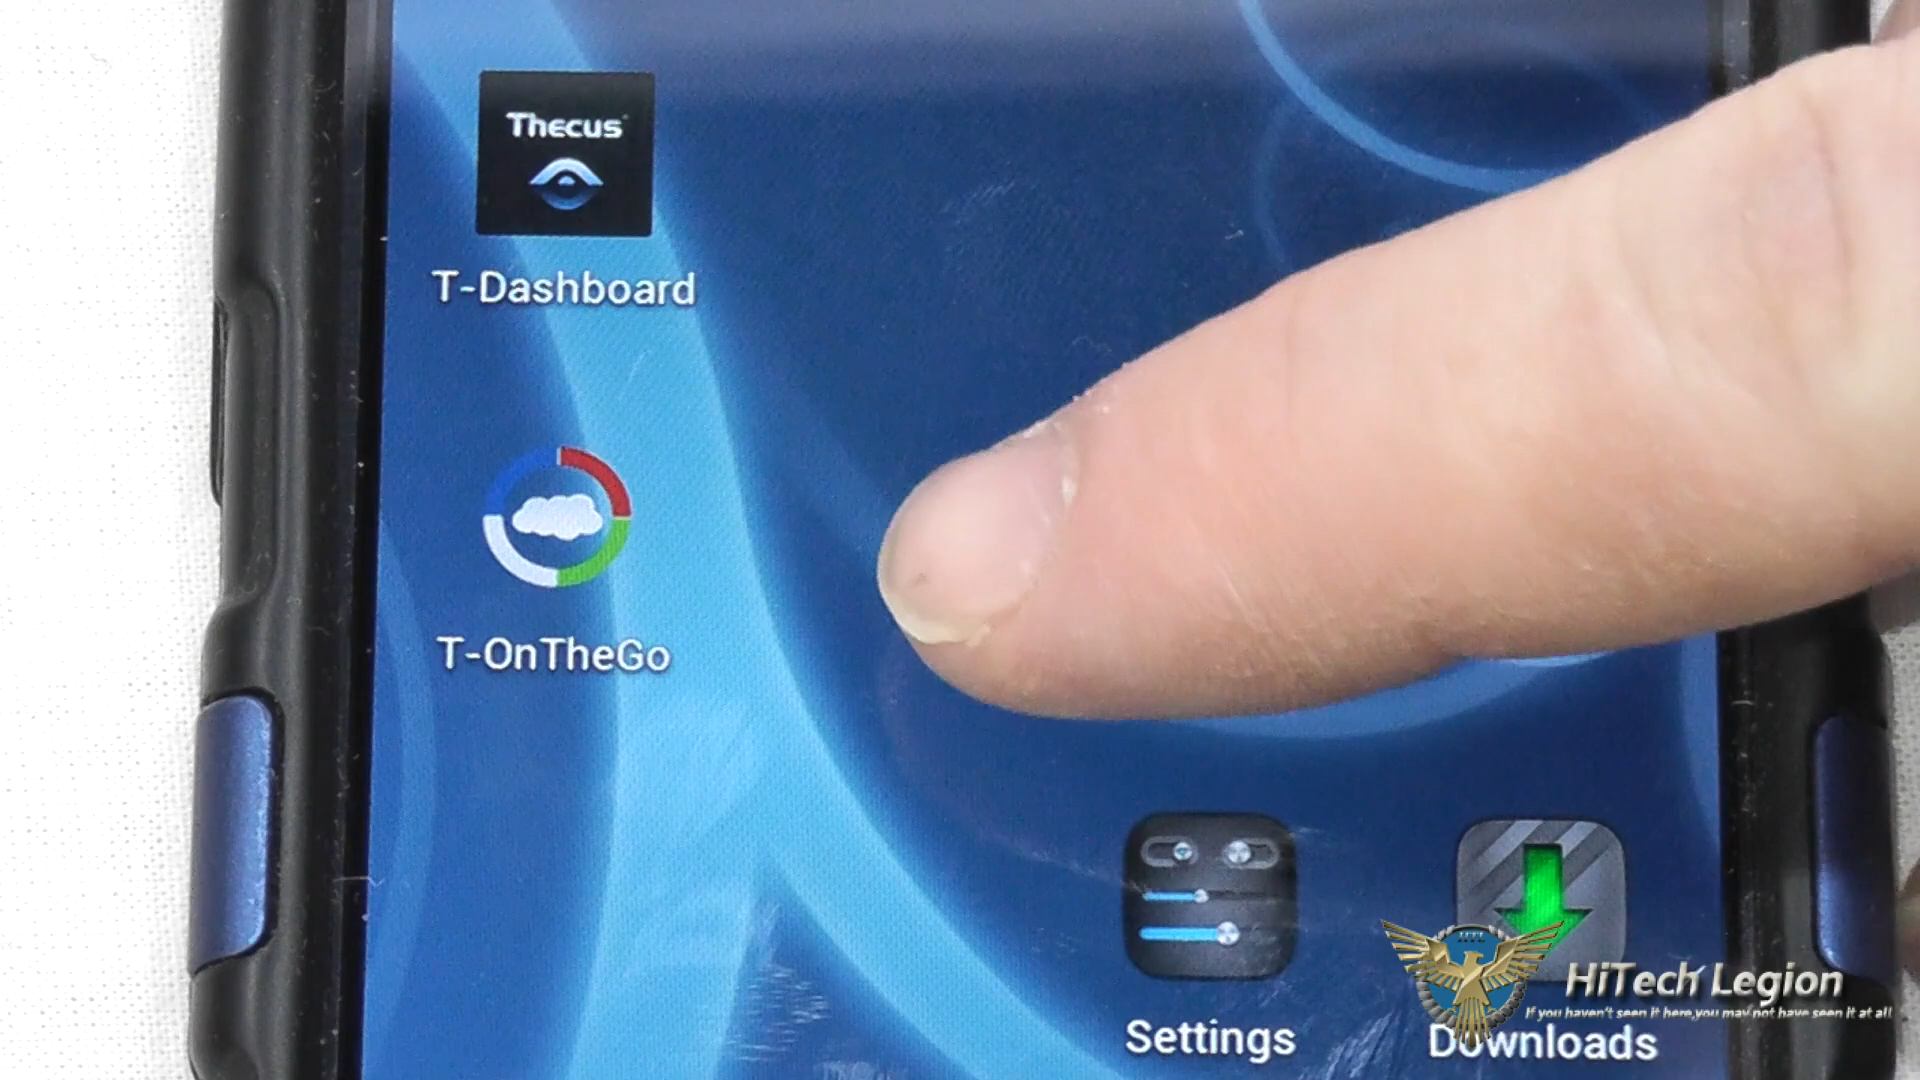 Thecus
T-Dashboard
T-OnTheGo
Settings
Downloads
HiTech Legion
If you haven't seen it here,you may not have seen it at all